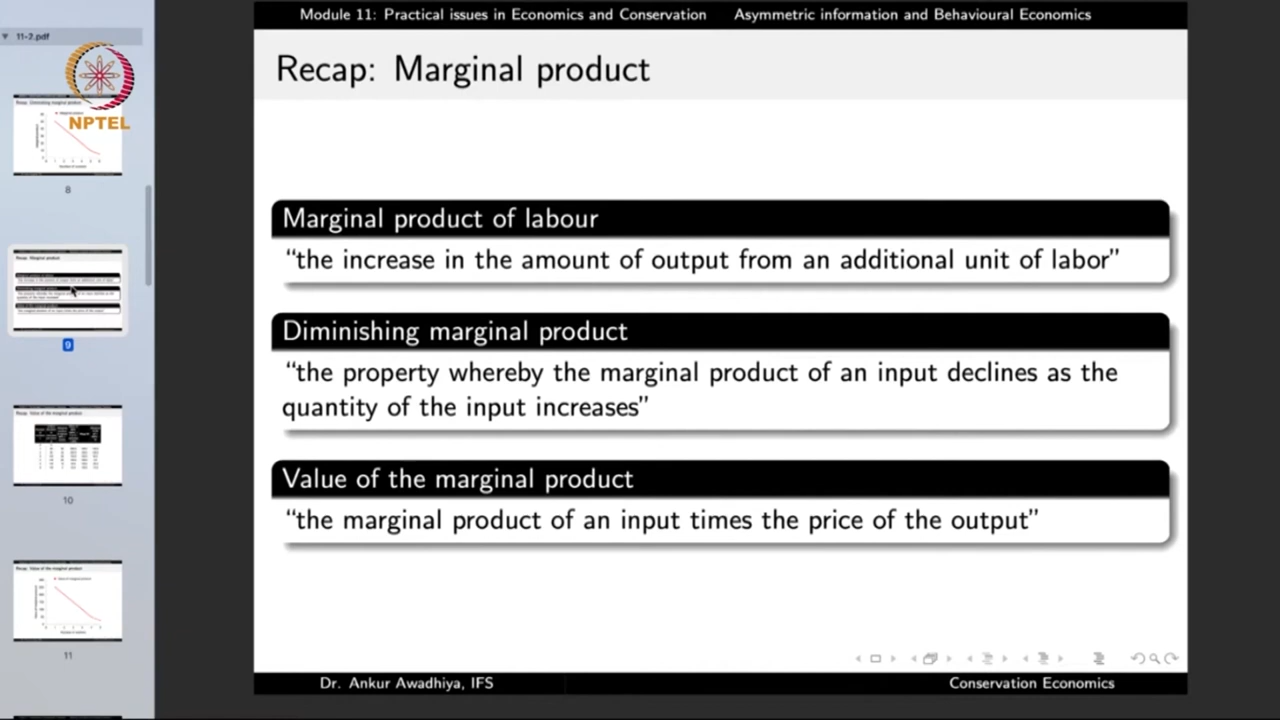 Module 11: Practical issues in Economics and Conservation Asymmetric information and Behavioural Economics
11-2.pdf
NPTEL
8
9
10
11
Recap: Marginal product
Marginal product of labour
“the increase in the amount of output from an additional unit of labor”
Diminishing marginal product
“the property whereby the marginal product of an input declines as the
quantity of the input increases”
Value of the marginal product
“the marginal product of an input times the price of the output”
Dr. Ankur Awadhiya, IFS Conservation Economics